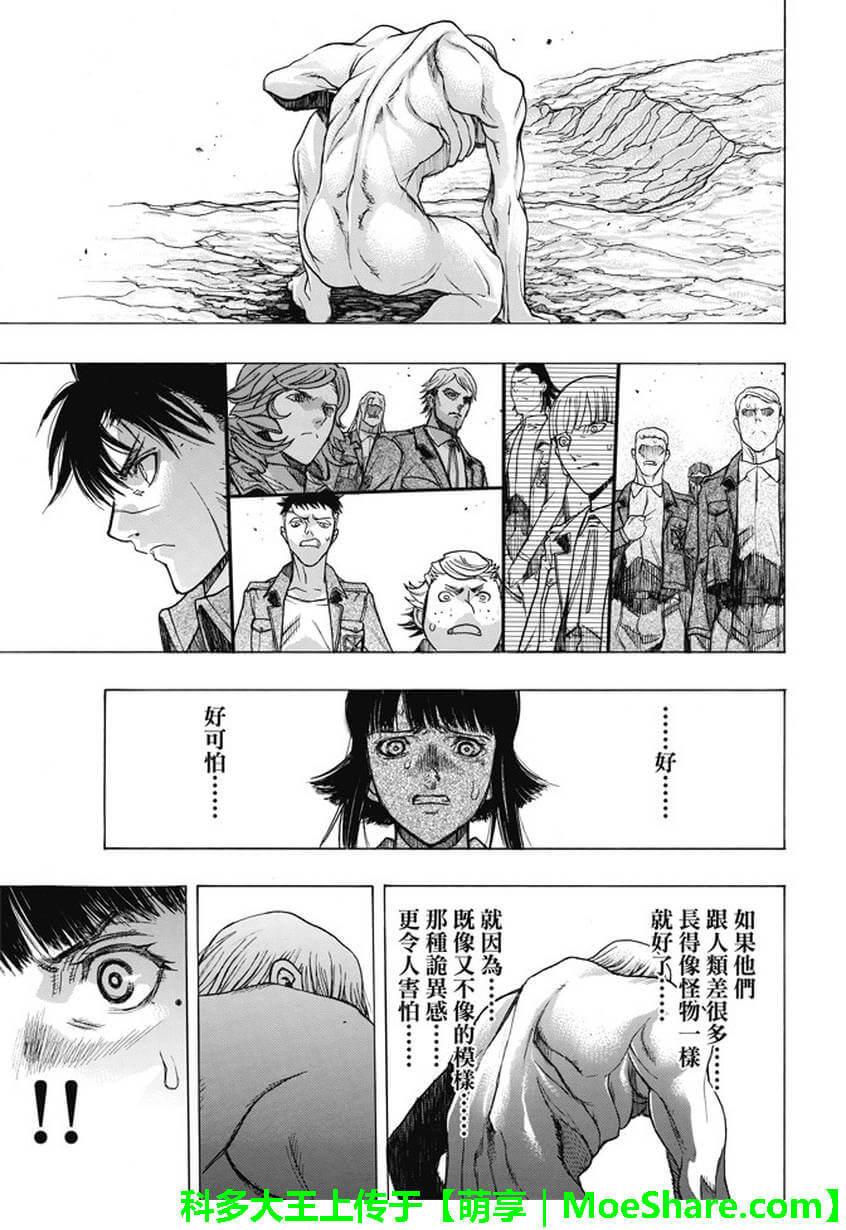 ……好
好可怕……
如果他們
跟人類差很多……
長得像怪物一樣
就好了……
就因為……
既像又不像的模樣……
那種詭異感……
更令人害怕……
!!
科多大王上传于【萌享｜MoeShare.com】